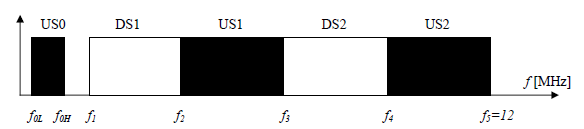 US0 DS1 US1 DS2 US2
f [MHz]
f0L f0H f1 f2 f3 f4 f5=12